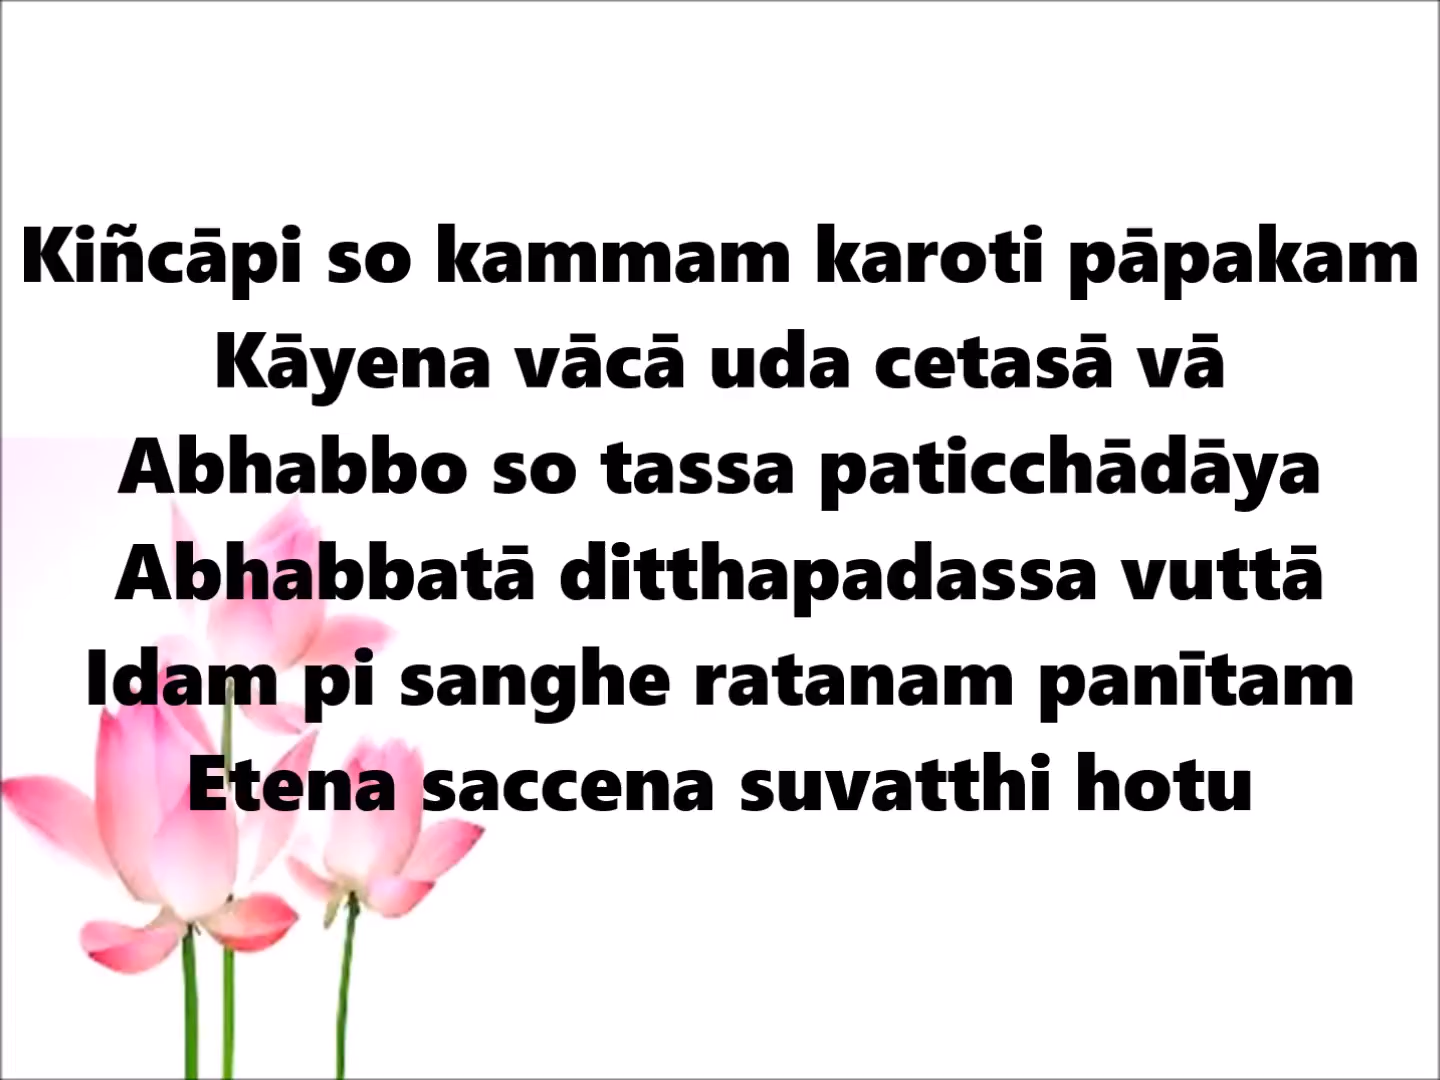 Kiñcāpi so kammam karoti pāpakam
Kāyena vācā uda cetasā vā
Abhabbo so tassa paticchādāya
Abhabbatā ditthapadassa vuttā
Idam pi sanghe ratanam panītam
Etena saccena suvatthi hotu